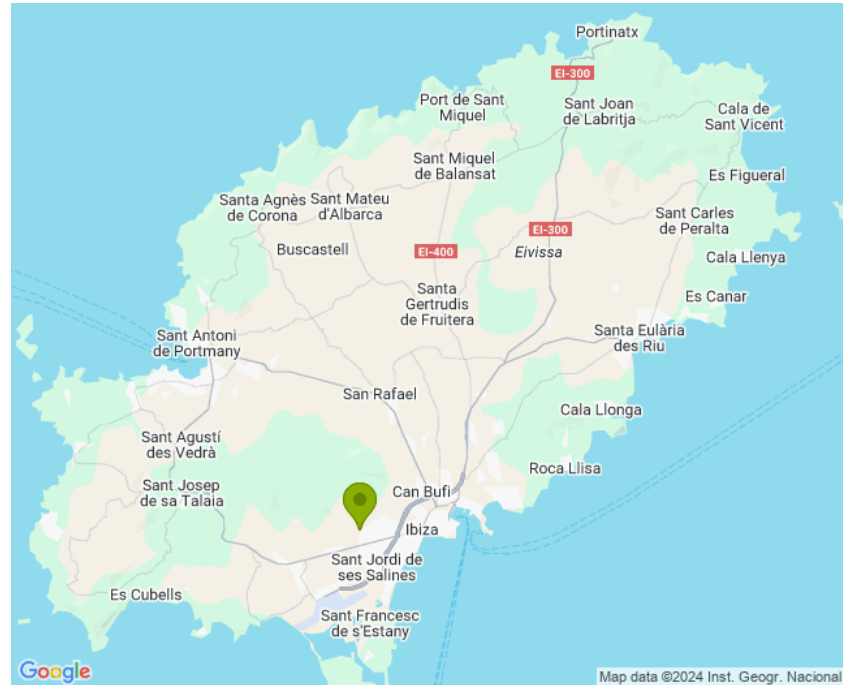 Portinatx
EI-300
Port de Sant
Miquel
Sant Joan
de Labritja
Cala de
Sant Vicent
Sant Miquel
de Balansat
Es Figueral
Santa Agnès
de Corona
Sant Mateu
d'Albarca
Sant Carles
de Peralta
EI-300
Buscastell
EI-400
Eivissa
Cala Llenya
Santa
Gertrudis
de Fruitera
Es Canar
Sant Antoni
de Portmany
Santa Eulària
des Riu
San Rafael
Cala Llonga
Sant Agustí
des Vedrà
Roca Llisa
Sant Josep
de sa Talaia
Can Bufi
Ibiza
Sant Jordi de
ses Salines
Es Cubells
Sant Francesc
de s'Estany
Google
Map data ©2024 Inst. Geogr. Nacional